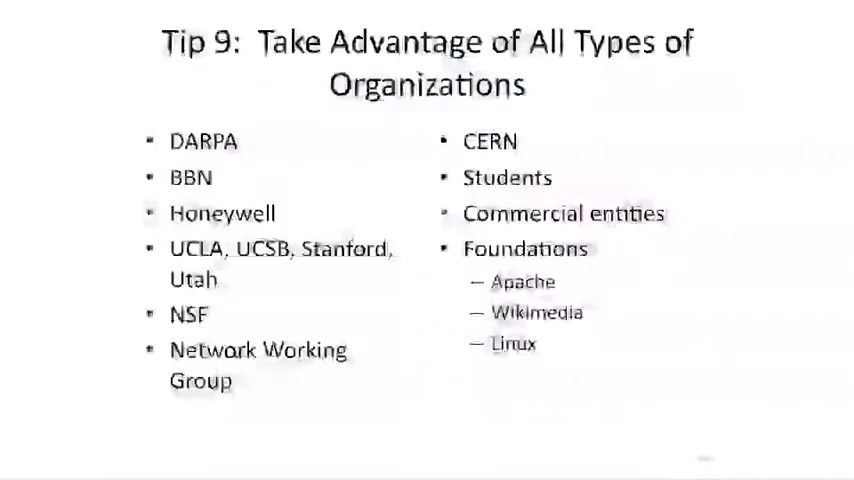 Tip 9: Take Advantage of All Types of
Organizations
• DARPA
• BBN
• Honeywell
• UCLA, UCSB, Stanford,
Utah
• NSF
• Network Working
Group
• CERN
• Students
• Commercial entities
• Foundations
– Apache
– Wikimedia
– Linux